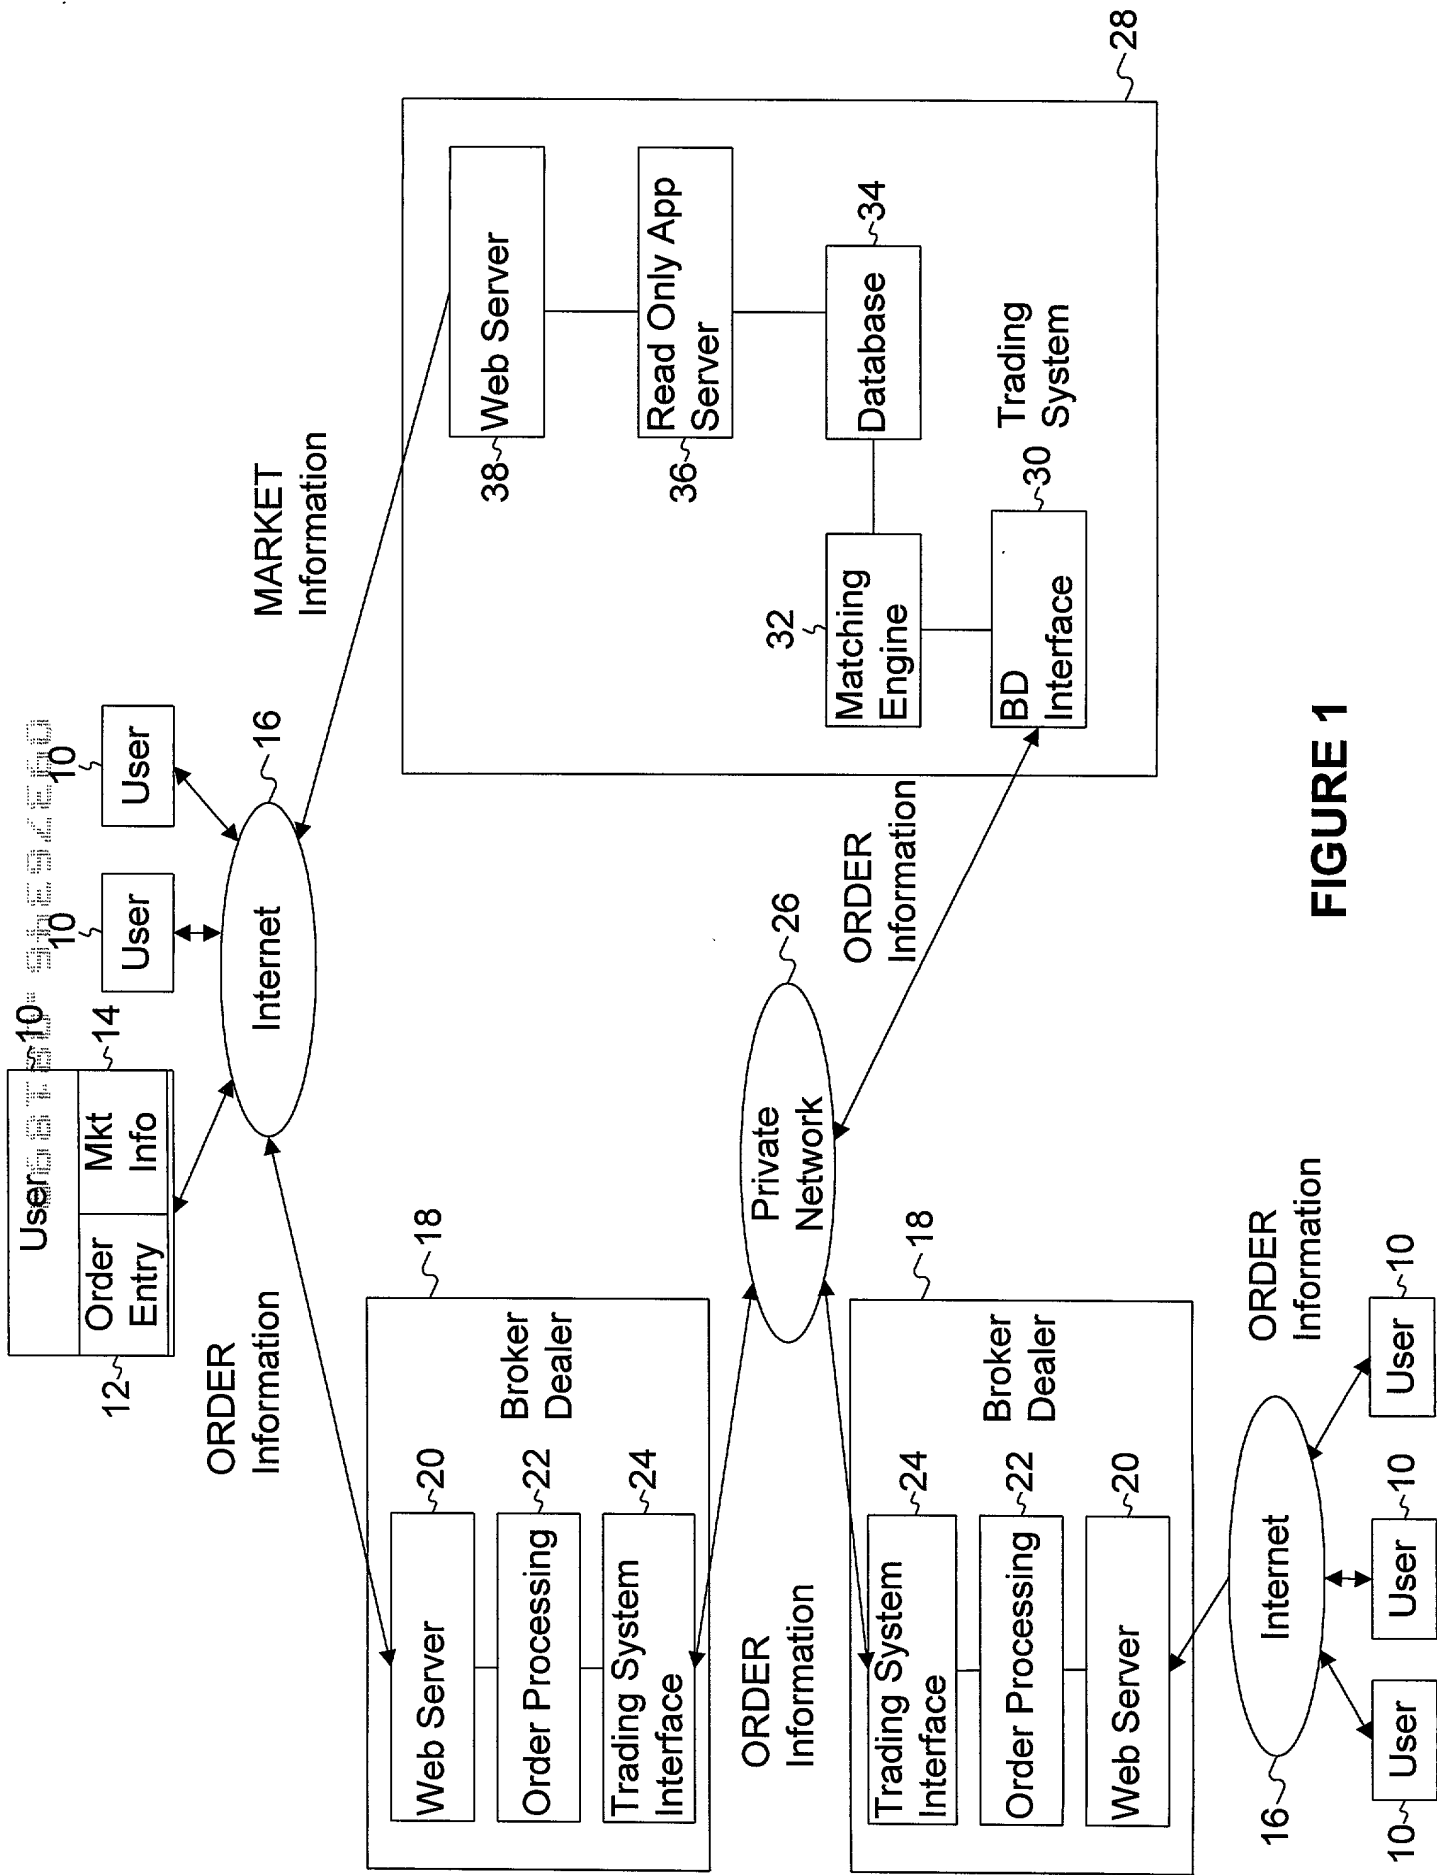 User
10
Order
Entry
Mkt
Info
12
14
User
10
User
10
Internet
16
ORDER
Information
MARKET
Information
Broker
Dealer
18
Web Server
20
Order Processing
22
Trading System
Interface
24
Private
Network
26
ORDER
Information
ORDER
Information
Broker
Dealer
18
Trading System
Interface
24
Order Processing
22
Web Server
20
Internet
16
ORDER
Information
User
10
User
10
User
10
28
Web Server
38
Read Only App
Server
36
Database
34
Matching
Engine
32
BD
Interface
30
Trading
System
FIGURE 1